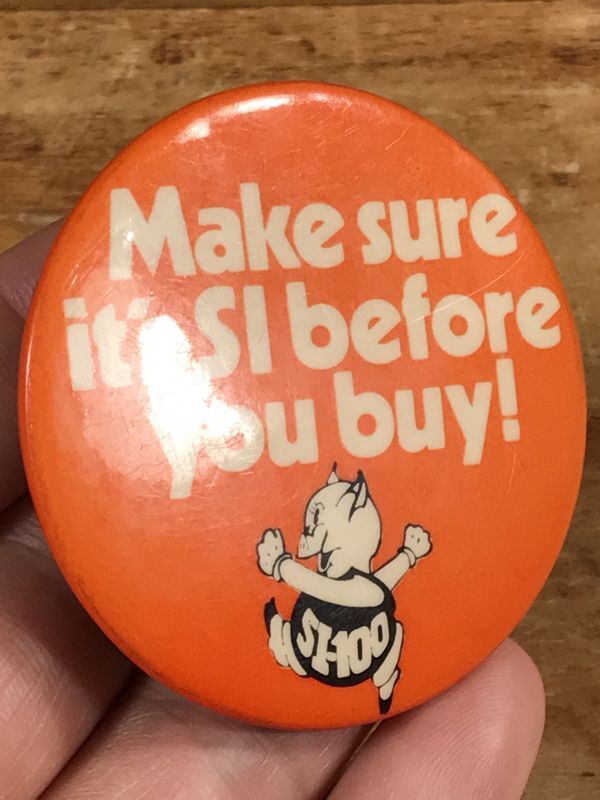 Make sure
it's SI before
you buy!
SI-100